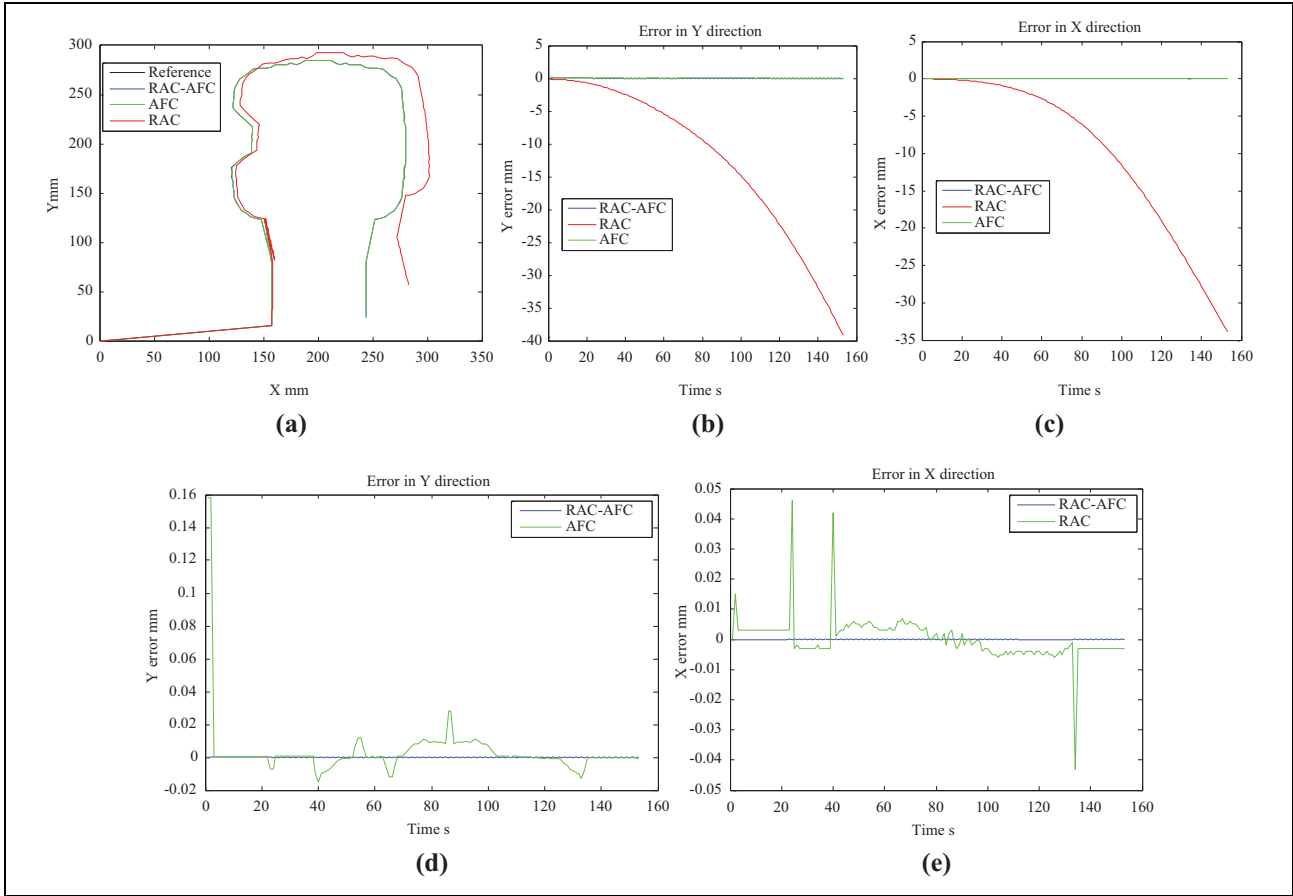 300
250
200
150
100
50
0
0 50 100 150 200 250 300 350
Ymm
X mm
Reference
RAC-AFC
AFC
RAC
(a)
Error in Y direction
5
0
-5
-10
-15
-20
-25
-30
-35
-40
0 20 40 60 80 100 120 140 160
Y error mm
Time s
RAC-AFC
RAC
AFC
(b)
Error in X direction
5
0
-5
-10
-15
-20
-25
-30
-35
0 20 40 60 80 100 120 140 160
X error mm
Time s
RAC-AFC
RAC
AFC
(c)
Error in Y direction
0.16
0.14
0.12
0.1
0.08
0.06
0.04
0.02
0
-0.02
0 20 40 60 80 100 120 140 160
Y error mm
Time s
RAC-AFC
AFC
(d)
Error in X direction
0.05
0.04
0.03
0.02
0.01
0
-0.01
-0.02
-0.03
-0.04
-0.05
0 20 40 60 80 100 120 140 160
X error mm
Time s
RAC-AFC
RAC
(e)